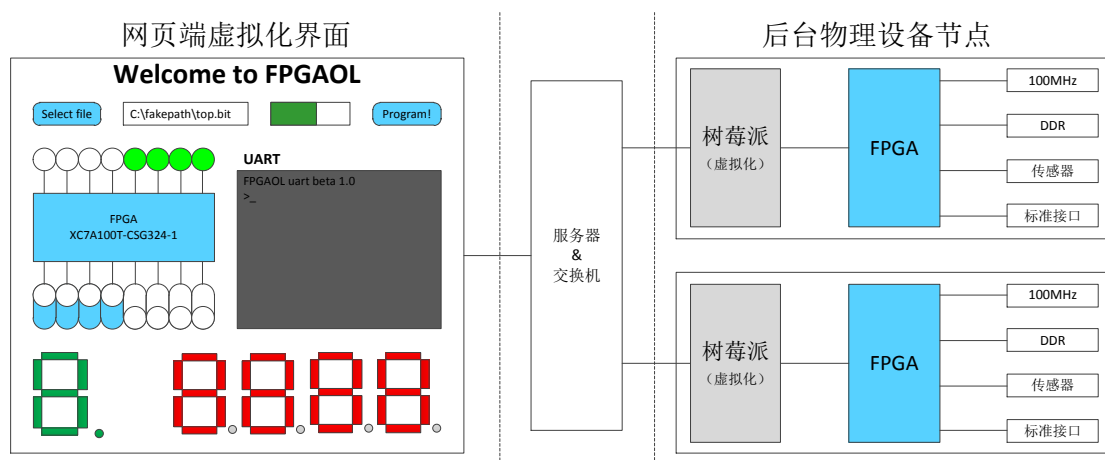 网页端虚拟化界面
后台物理设备节点
Welcome to FPGAOL
Select file
C:\fakepath\top.bit
Program!
UART
FPGAOL uart beta 1.0
>_
FPGA
XC7A100T-CSG324-1
服务器
&
交换机
树莓派
(虚拟化)
FPGA
100MHz
DDR
传感器
标准接口
树莓派
(虚拟化)
FPGA
100MHz
DDR
传感器
标准接口